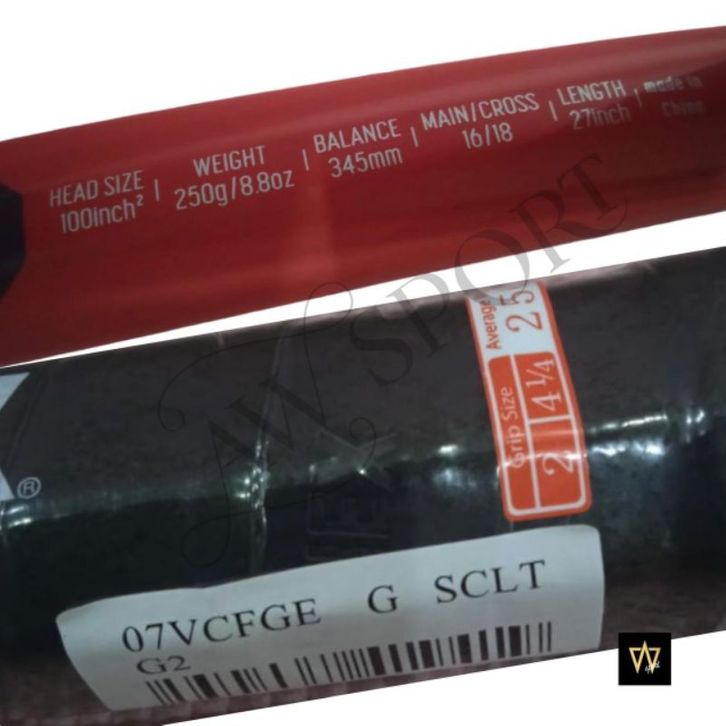 HEAD SIZE | WEIGHT | BALANCE | MAIN/CROSS | LENGTH | made in
100inch² 250g/8.8oz 345mm 16/18 27inch China
Average 25
Grip Size
2 4 1/4
®
AW SPORT
YONEX
07VCFGE G SCLT
G2